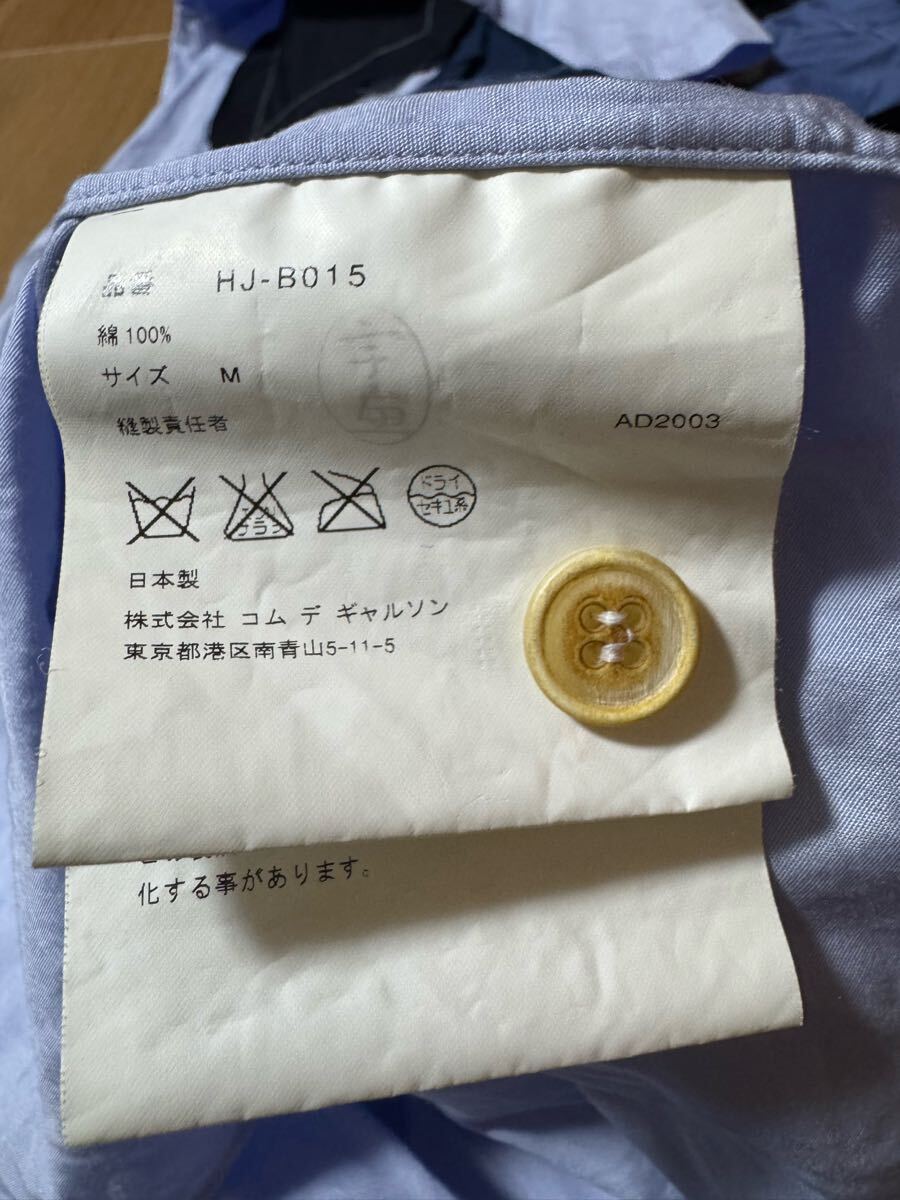 品番 HJ-B015
綿100%
サイズ M
縫製責任者 AD2003
ドライ
セキユ系
日本製
株式会社 コム デ ギャルソン
東京都港区南青山5-11-5
化する事があります。